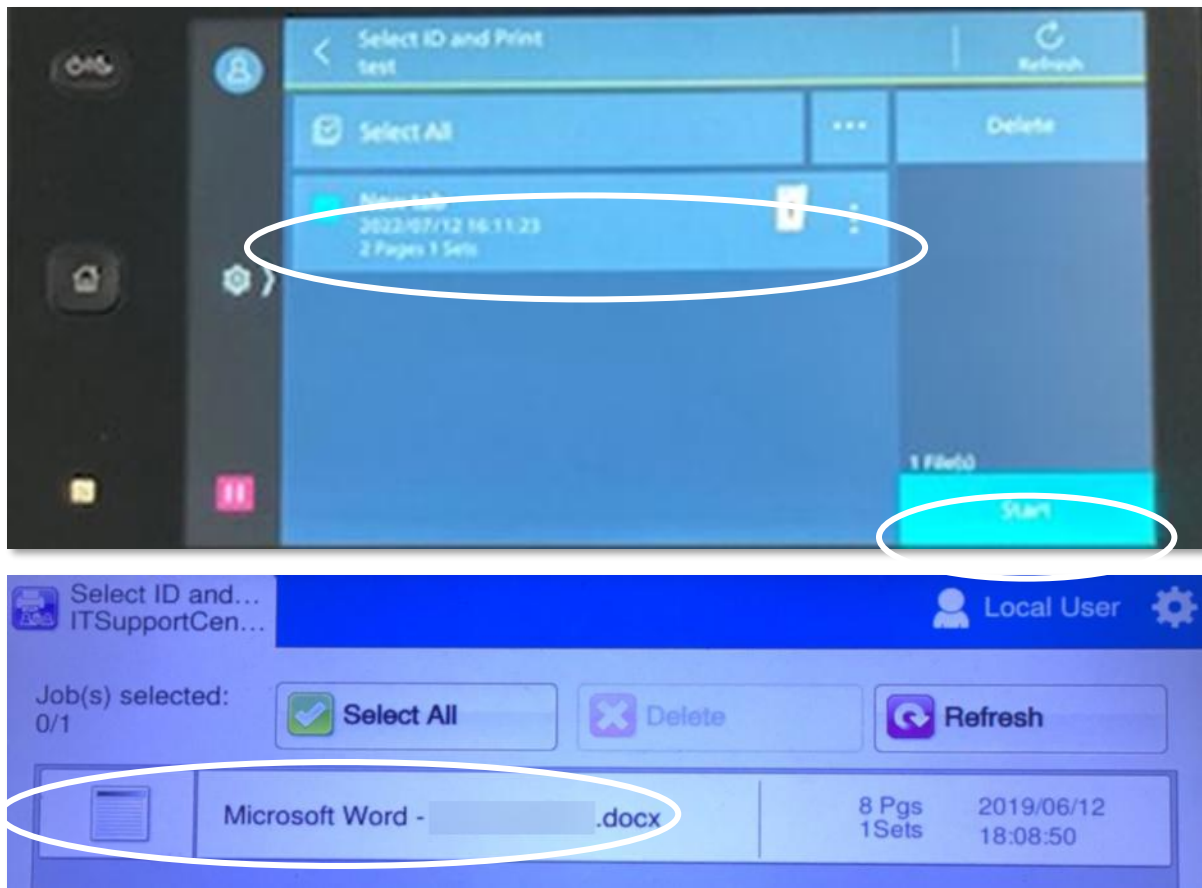 Select ID and Print
test
Refresh
Select All
...
Delete
New tab
2022/07/12 16:11:23
2 Pages 1 Sets
1 File(s)
Start
Select ID and...
ITSupportCen...
Local User
Job(s) selected:
0/1
Select All
Delete
Refresh
Microsoft Word - .docx
8 Pgs
1Sets
2019/06/12
18:08:50